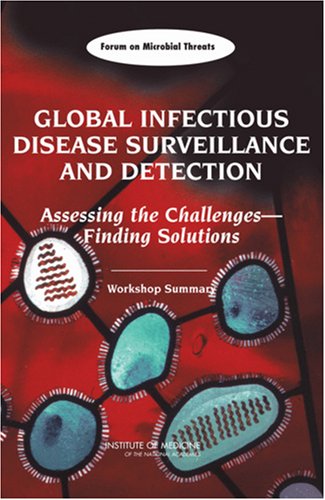 Forum on Microbial Threats
GLOBAL INFECTIOUS
DISEASE SURVEILLANCE
AND DETECTION
Assessing the Challenges—
Finding Solutions
Workshop Summary
INSTITUTE OF MEDICINE
OF THE NATIONAL ACADEMIES